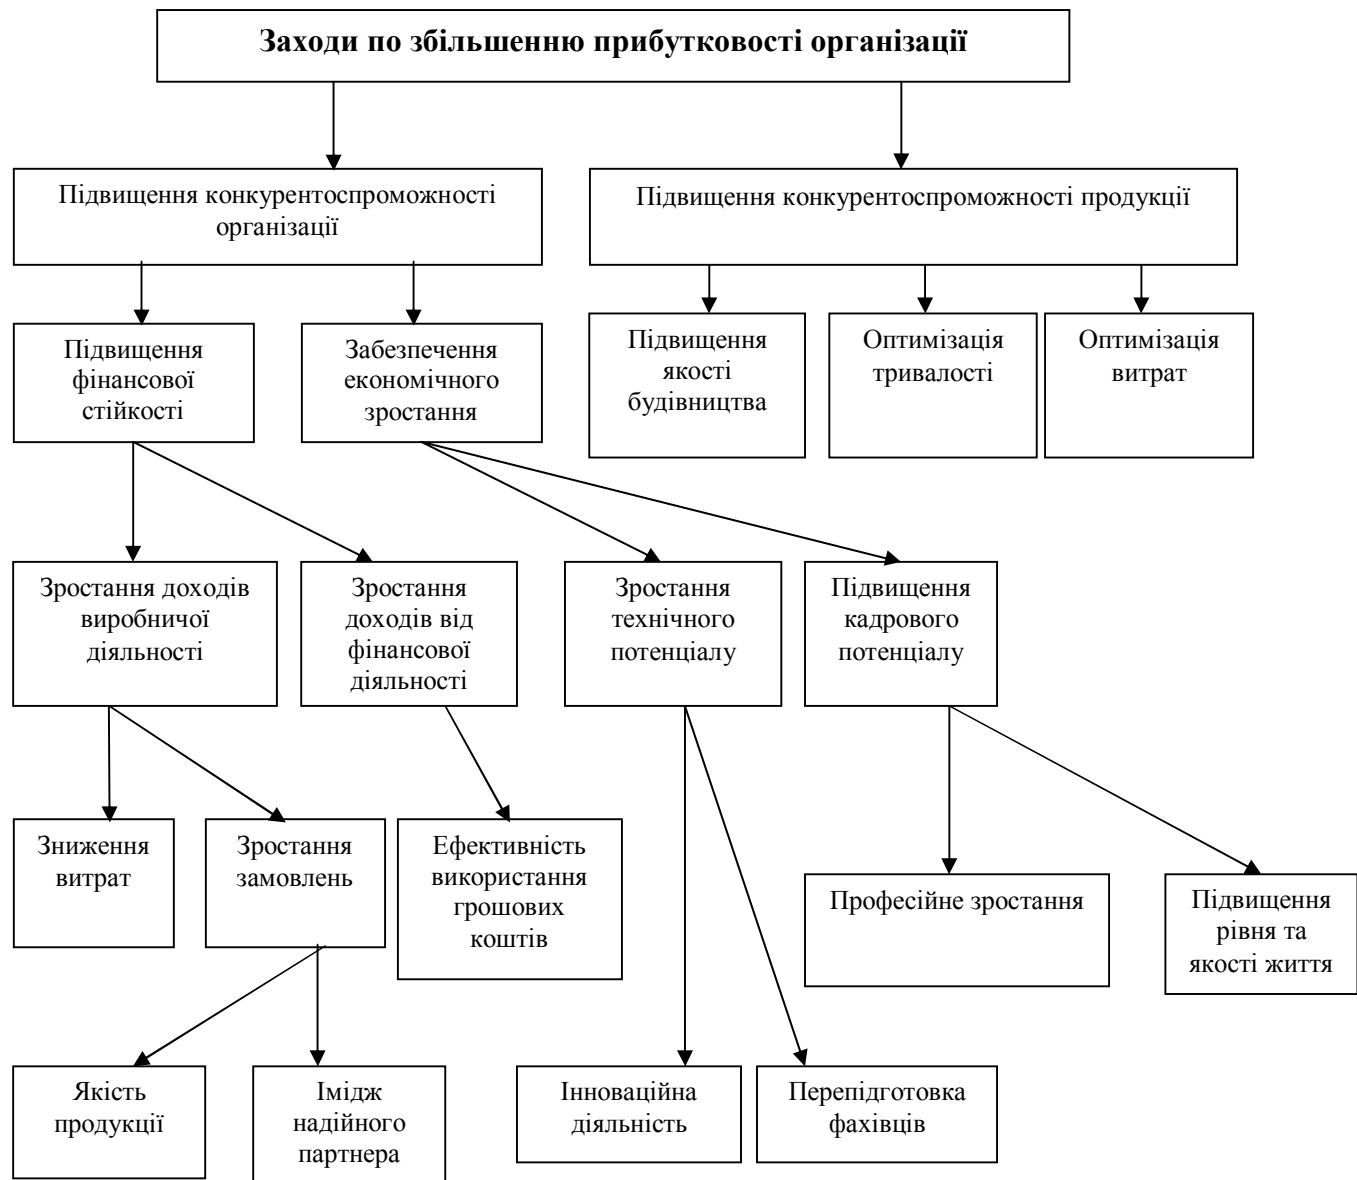 Заходи по збільшенню прибутковості організації
Підвищення конкурентоспроможності
організації
Підвищення конкурентоспроможності продукції
Підвищення
фінансової
стійкості
Забезпечення
економічного
зростання
Підвищення
якості
будівництва
Оптимізація
тривалості
Оптимізація
витрат
Зростання доходів
виробничої
діяльності
Зростання
доходів від
фінансової
діяльності
Зростання
технічного
потенціалу
Підвищення
кадрового
потенціалу
Зниження
витрат
Зростання
замовлень
Ефективність
використання
грошових
коштів
Професійне зростання
Підвищення
рівня та
якості життя
Якість
продукції
Імідж
надійного
партнера
Інноваційна
діяльність
Перепідготовка
фахівців